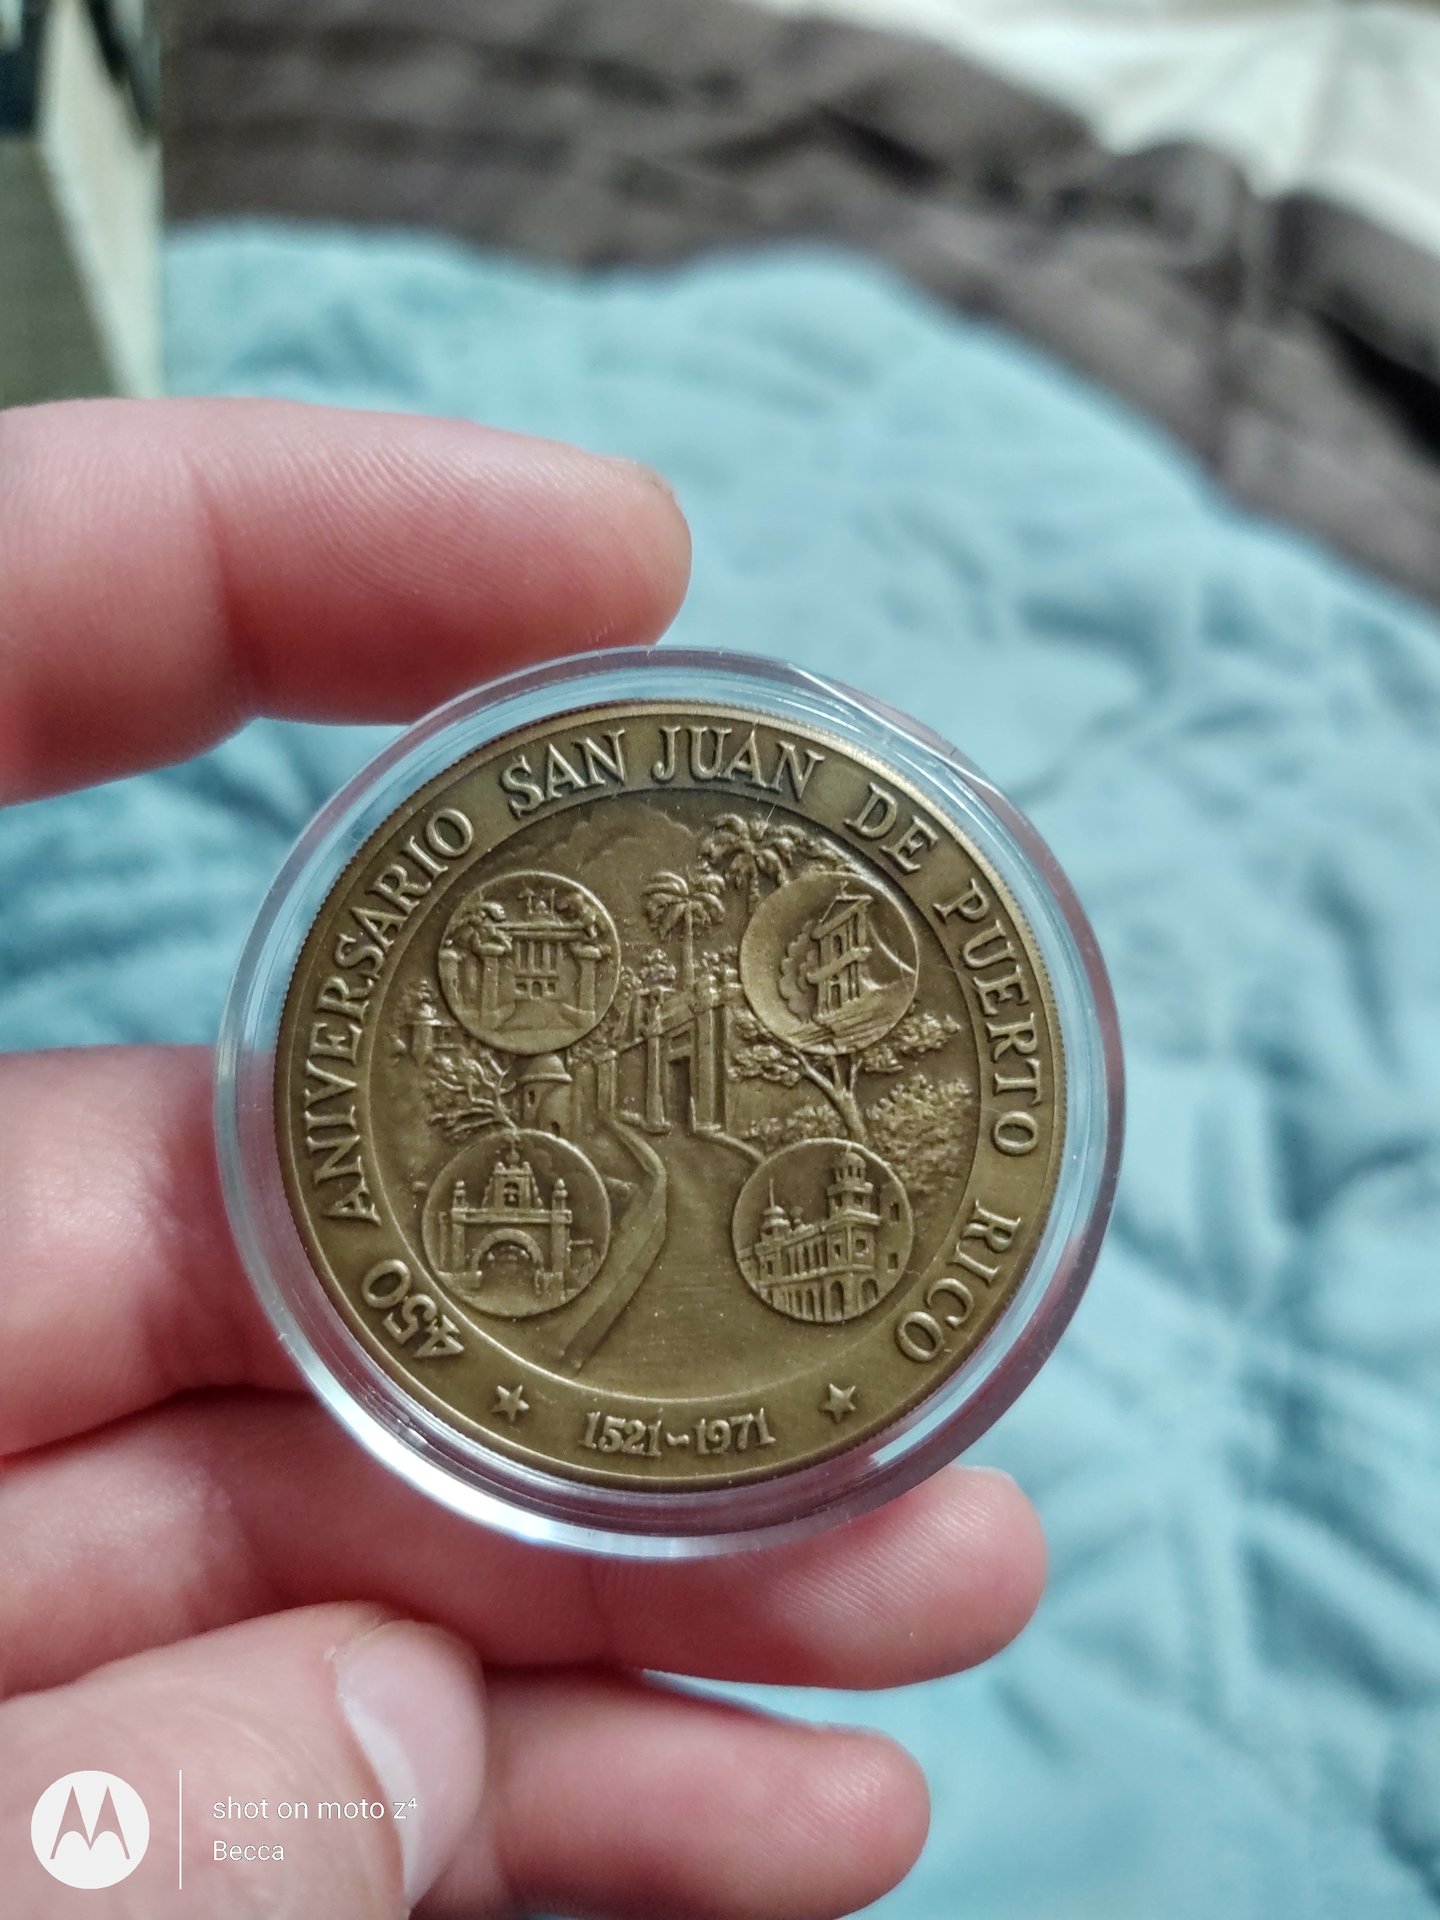 450 ANIVERSARIO SAN JUAN DE PUERTO RICO
1521~1971
shot on moto z⁴
Becca